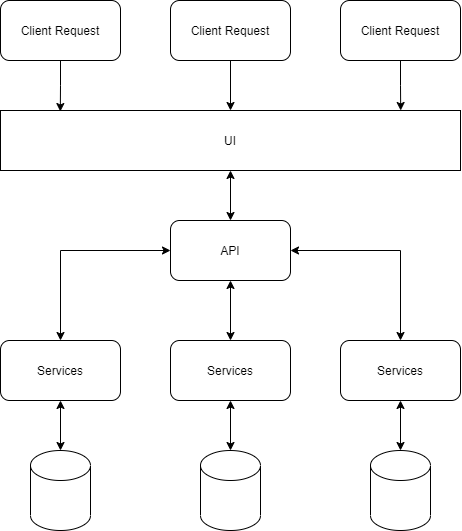 Client Request
Client Request
Client Request
UI
API
Services
Services
Services